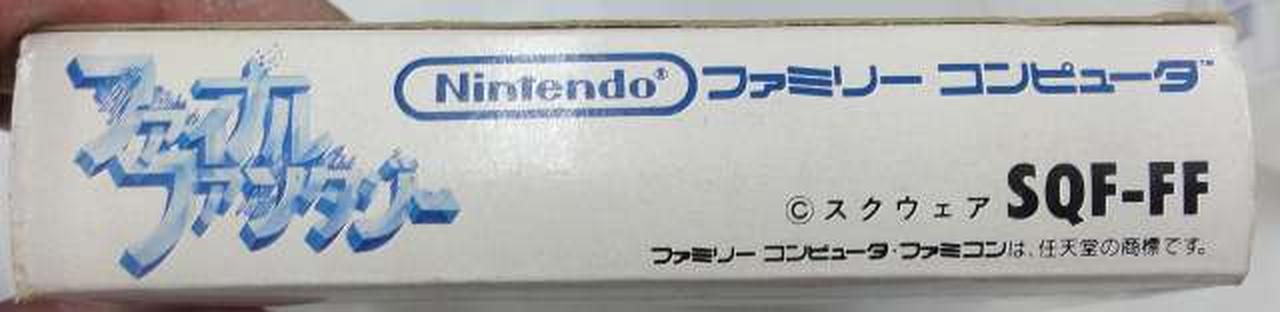 ファイナル
ファンタジー
Nintendo® ファミリー コンピュータ™
© スクウェア SQF-FF
ファミリー コンピュータ・ファミコンは、任天堂の商標です。